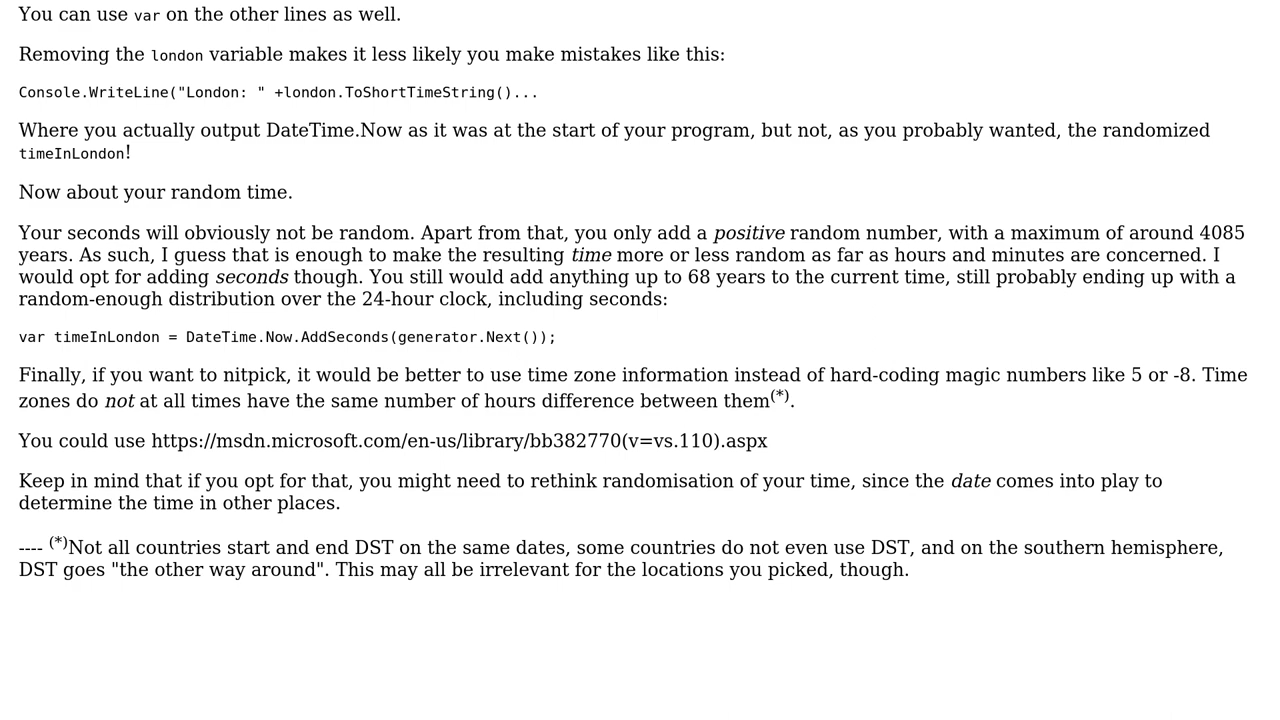 You can use var on the other lines as well.
Removing the london variable makes it less likely you make mistakes like this:
Console.WriteLine("London: " +london.ToShortTimeString()...
Where you actually output DateTime.Now as it was at the start of your program, but not, as you probably wanted, the randomized
timeInLondon!
Now about your random time.
Your seconds will obviously not be random. Apart from that, you only add a positive random number, with a maximum of around 4085
years. As such, I guess that is enough to make the resulting time more or less random as far as hours and minutes are concerned. I
would opt for adding seconds though. You still would add anything up to 68 years to the current time, still probably ending up with a
random-enough distribution over the 24-hour clock, including seconds:
var timeInLondon = DateTime.Now.AddSeconds(generator.Next());
Finally, if you want to nitpick, it would be better to use time zone information instead of hard-coding magic numbers like 5 or -8. Time
zones do not at all times have the same number of hours difference between them(*).
You could use https://msdn.microsoft.com/en-us/library/bb382770(v=vs.110).aspx
Keep in mind that if you opt for that, you might need to rethink randomisation of your time, since the date comes into play to
determine the time in other places.
---- (*)Not all countries start and end DST on the same dates, some countries do not even use DST, and on the southern hemisphere,
DST goes "the other way around". This may all be irrelevant for the locations you picked, though.